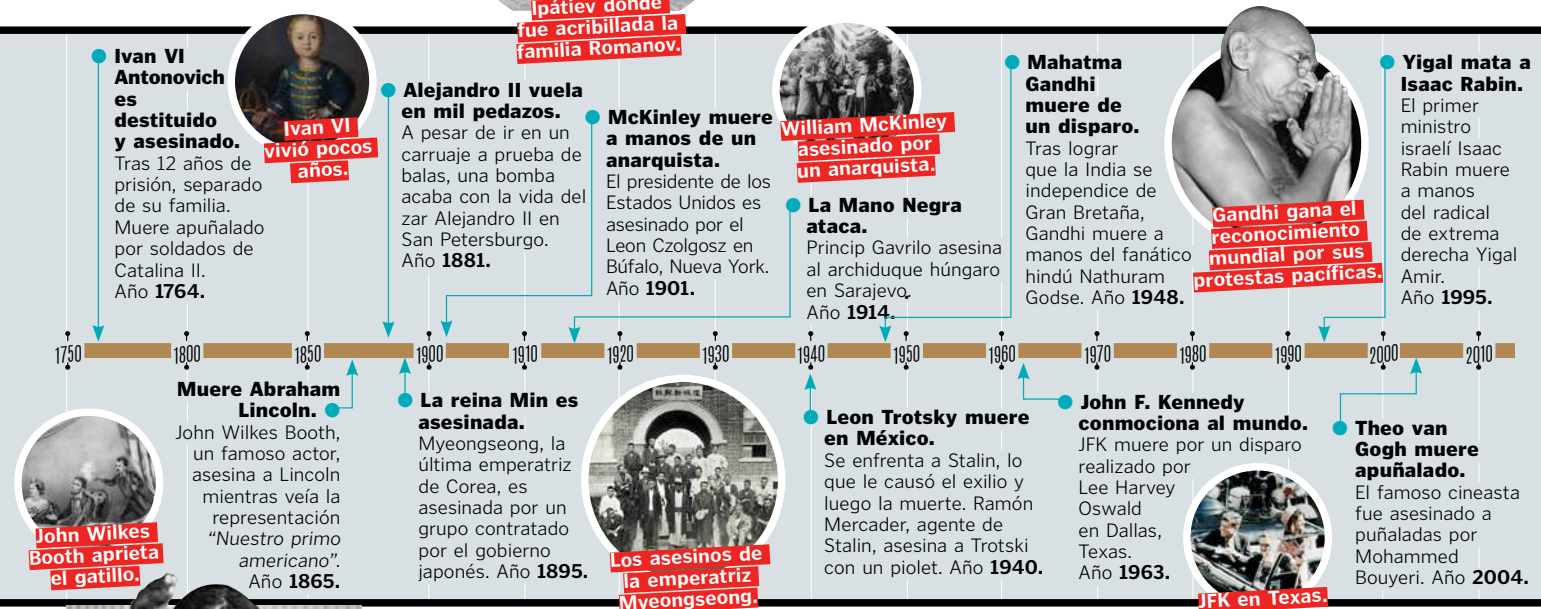 Ipátiev donde
fue acribillada la
familia Romanov.
Ivan VI
Antonovich
es
destituido
y asesinado.
Tras 12 años de
prisión, separado
de su familia.
Muere apuñalado
por soldados de
Catalina II.
Año 1764.
Ivan VI
vivió pocos
años.
Alejandro II vuela
en mil pedazos.
A pesar de ir en un
carruaje a prueba de
balas, una bomba
acaba con la vida del
zar Alejandro II en
San Petersburgo.
Año 1881.
McKinley muere
a manos de un
anarquista.
El presidente de los
Estados Unidos es
asesinado por el
Leon Czolgosz en
Búfalo, Nueva York.
Año 1901.
William McKinley
asesinado por
un anarquista.
La Mano Negra
ataca.
Princip Gavrilo asesina
al archiduque húngaro
en Sarajevo.
Año 1914.
Mahatma
Gandhi
muere de
un disparo.
Tras lograr
que la India se
independice de
Gran Bretaña,
Gandhi muere a
manos del fanático
hindú Nathuram
Godse. Año 1948.
Gandhi gana el
reconocimiento
mundial por sus
protestas pacíficas.
Yigal mata a
Isaac Rabin.
El primer
ministro
israelí Isaac
Rabin muere
a manos
del radical
de extrema
derecha Yigal
Amir.
Año 1995.
1750 1800 1850 1900 1910 1920 1930 1940 1950 1960 1970 1980 1990 2000 2010
Muere Abraham
Lincoln.
John Wilkes Booth,
un famoso actor,
asesina a Lincoln
mientras veía la
representación
“Nuestro primo
americano”.
Año 1865.
John Wilkes
Booth aprieta
el gatillo.
La reina Min es
asesinada.
Myeongseong, la
última emperatriz
de Corea, es
asesinada por un
grupo contratado
por el gobierno
japonés. Año 1895.
Los asesinos de
la emperatriz
Myeongseong.
Leon Trotsky muere
en México.
Se enfrenta a Stalin, lo
que le causó el exilio y
luego la muerte. Ramón
Mercader, agente de
Stalin, asesina a Trotski
con un piolet. Año 1940.
John F. Kennedy
conmociona al mundo.
JFK muere por un disparo
realizado por
Lee Harvey
Oswald
en Dallas,
Texas.
Año 1963.
JFK en Texas.
Theo van
Gogh muere
apuñalado.
El famoso cineasta
fue asesinado a
puñaladas por
Mohammed
Bouyeri. Año 2004.